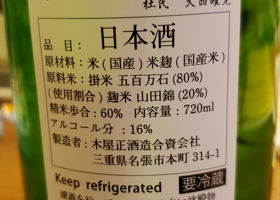 杜氏 大西唯克
品 目: 日本酒
原材料:米(国産)米麹(国産米)
原料米:掛米 五百万石(80%)
(使用割合) 麹米 山田錦(20%)
精米歩合:60% 内容量:720ml
アルコール分 :16%
製造者:木屋正酒造合資会社
三重県名張市本町 314-1
Keep refrigerated 要冷蔵